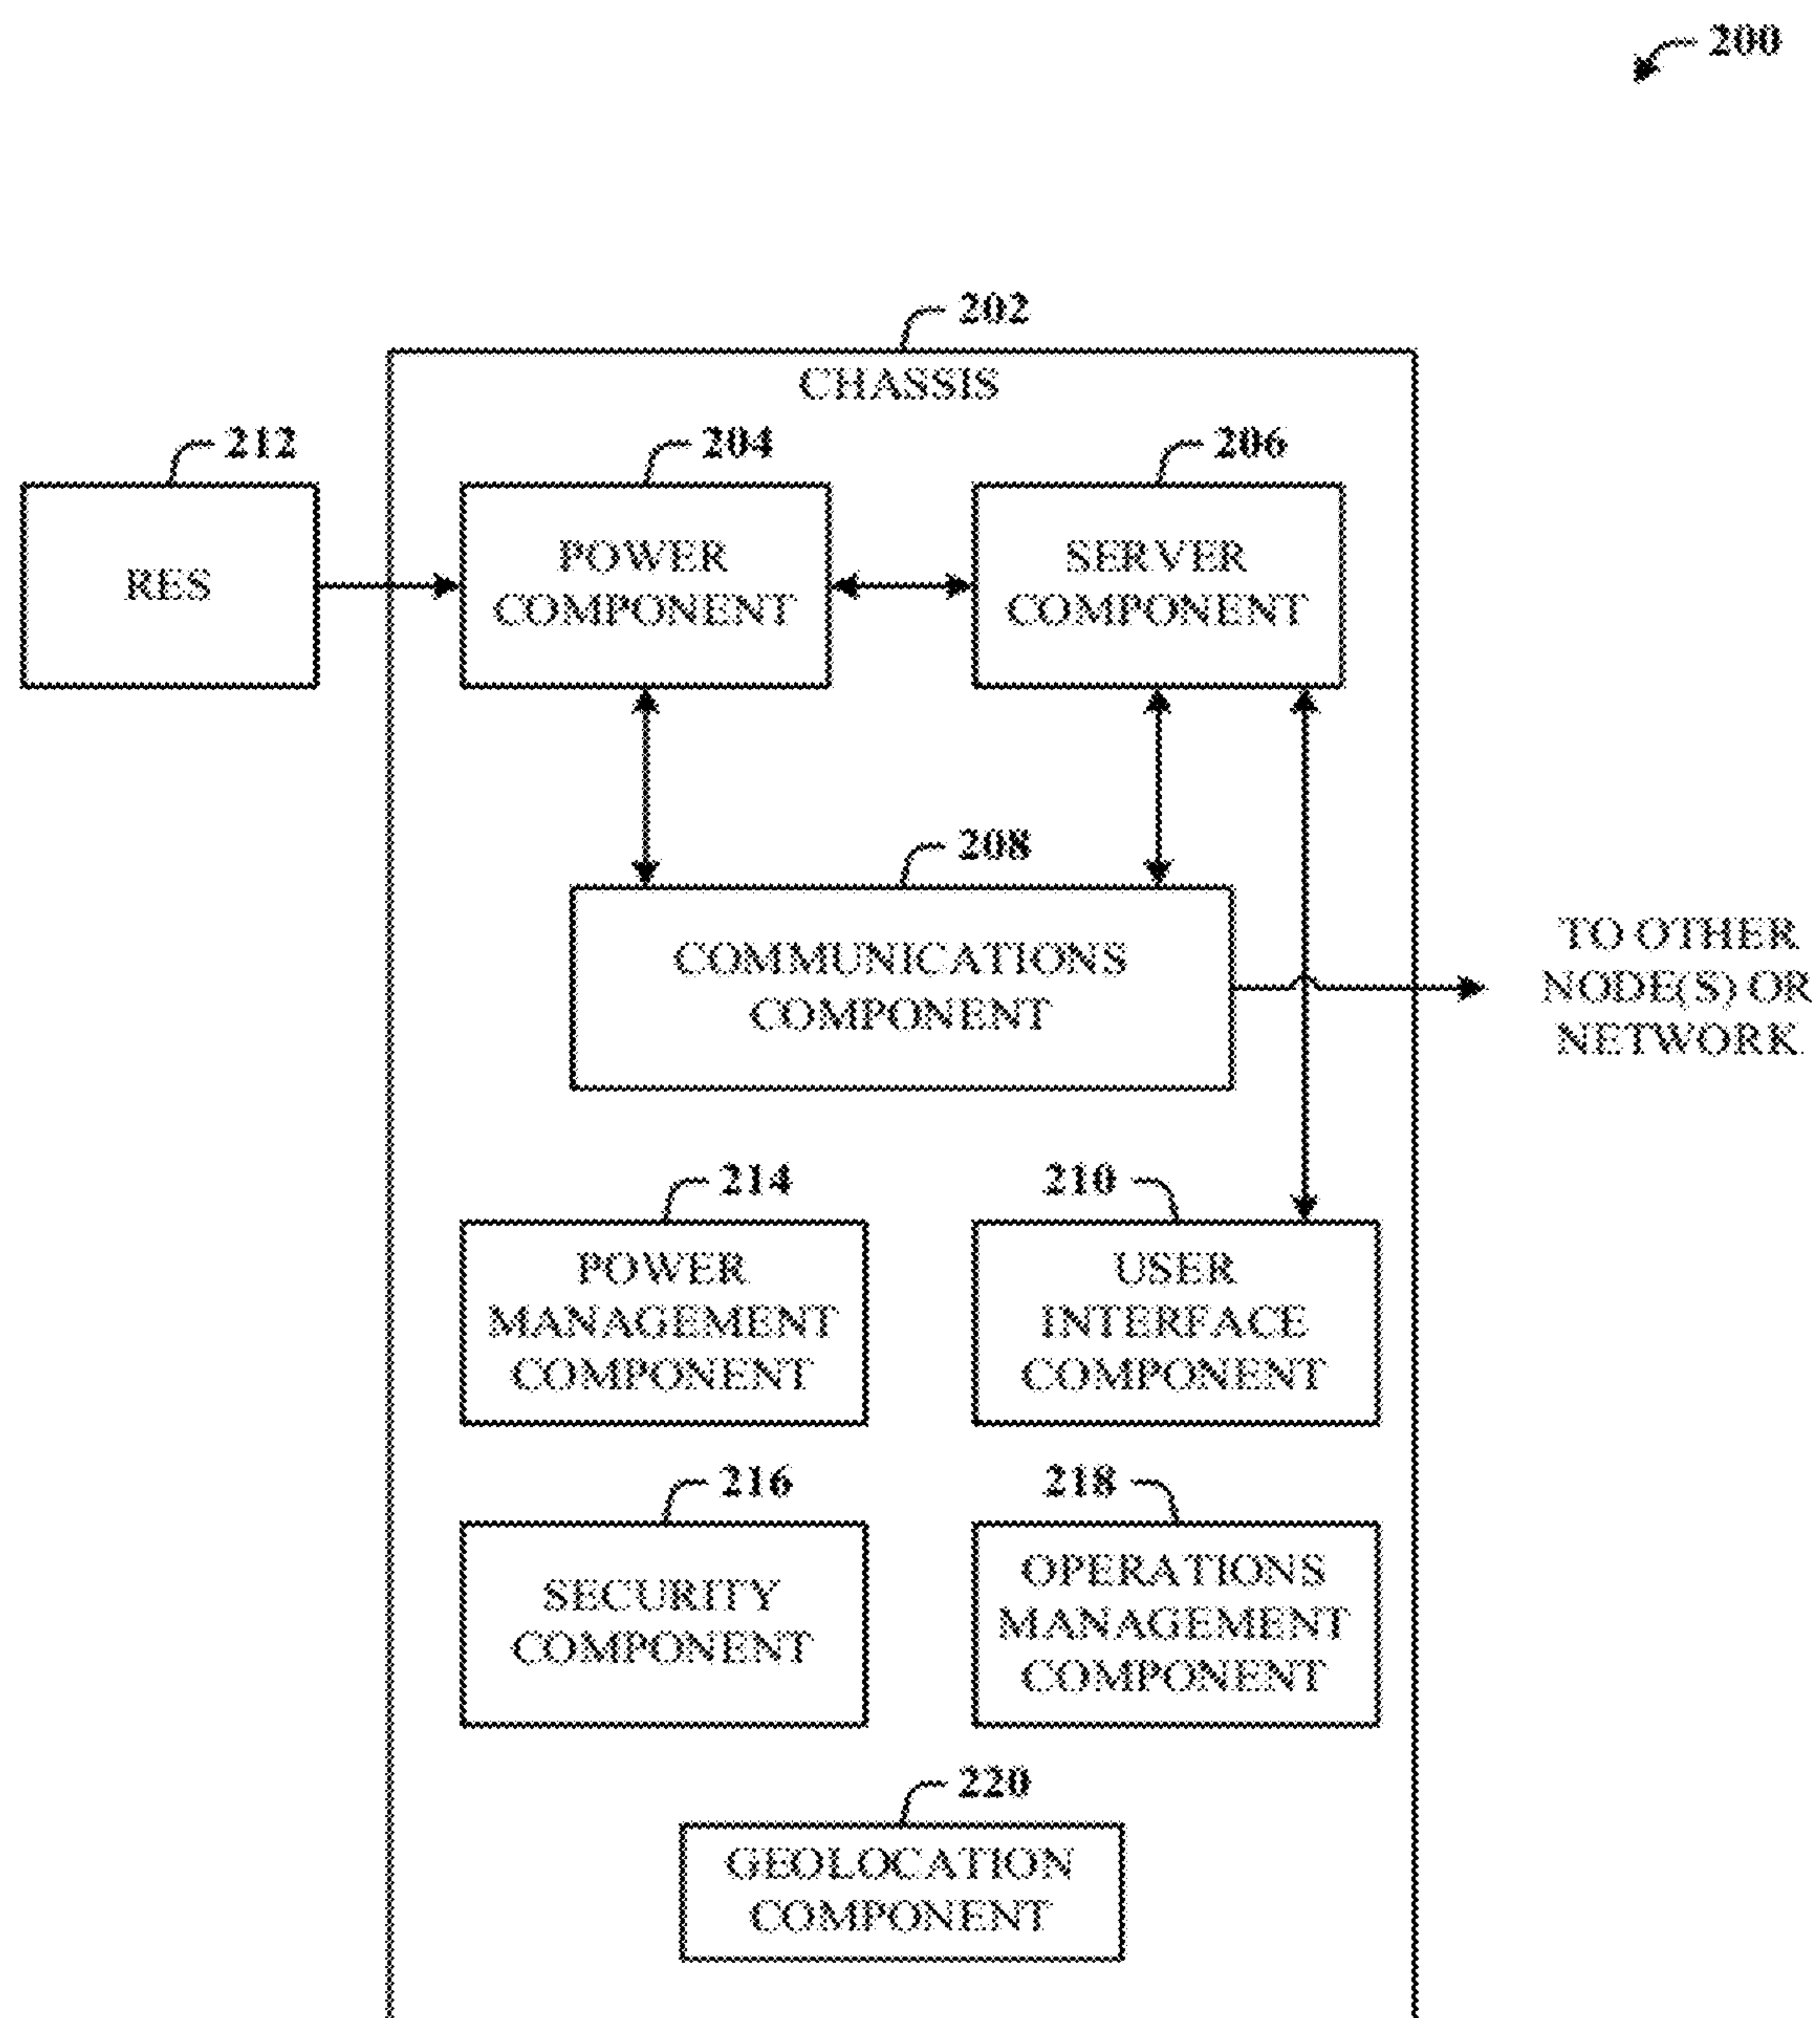 200
202
CHASSIS
212
204
206
RES
POWER
COMPONENT
SERVER
COMPONENT
208
COMMUNICATIONS
COMPONENT
TO OTHER
NODE(S) OR
NETWORK
214
210
POWER
MANAGEMENT
COMPONENT
USER
INTERFACE
COMPONENT
216
218
SECURITY
COMPONENT
OPERATIONS
MANAGEMENT
COMPONENT
220
GEOLOCATION
COMPONENT